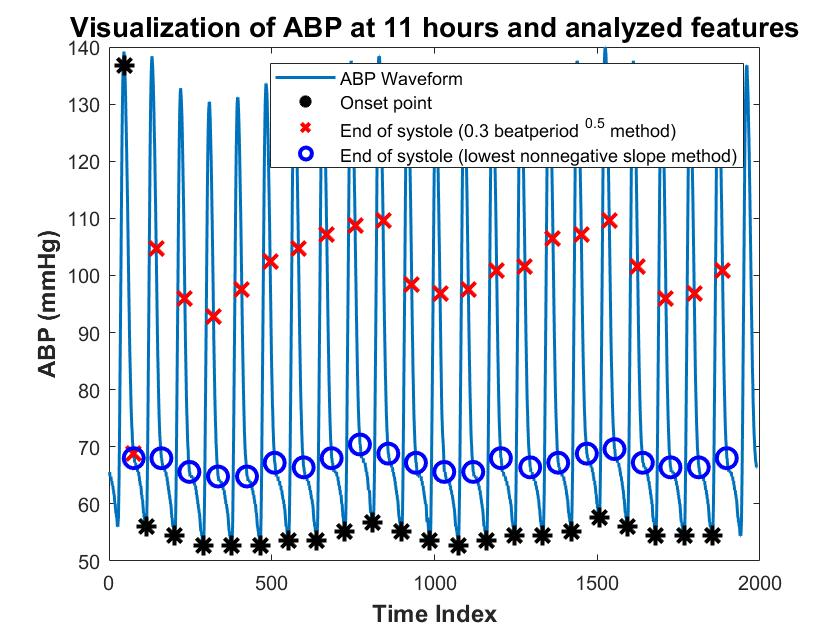 Visualization of ABP at 11 hours and analyzed features
140
130
120
110
100
90
80
70
60
50
ABP (mmHg)
ABP Waveform
Onset point
End of systole (0.3 beatperiod 0.5 method)
End of systole (lowest nonnegative slope method)
0 500 1000 1500 2000
Time Index